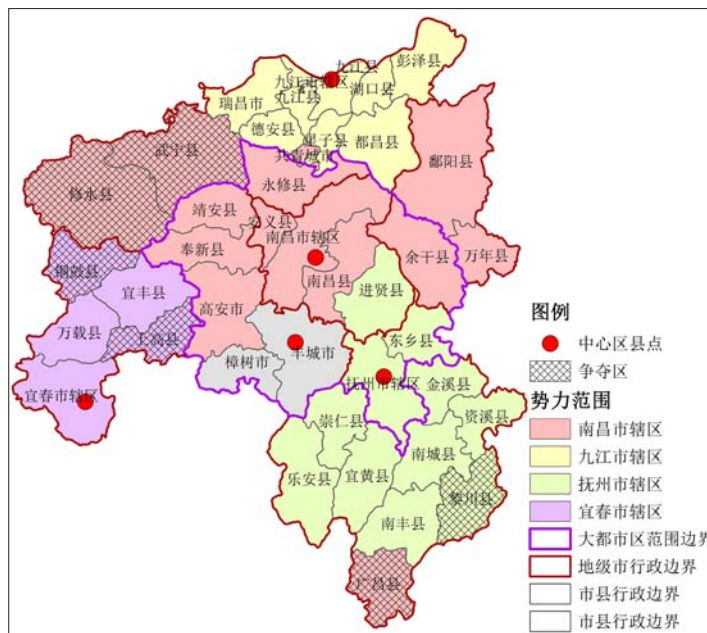 九江县
彭泽县
九江市辖区
九江县
湖口县
瑞昌市
德安县
星子县
都昌县
共青城市
武宁县
鄱阳县
修水县
永修县
靖安县
安义县
南昌市辖区
奉新县
余干县
万年县
铜鼓县
宜丰县
南昌县
进贤县
高安市
万载县
上高县
丰城市
东乡县
樟树市
宜春市辖区
抚州市辖区
金溪县
资溪县
崇仁县
南城县
乐安县
宜黄县
黎川县
南丰县
广昌县
图例
中心区县点
争夺区
势力范围
南昌市辖区
九江市辖区
抚州市辖区
宜春市辖区
大都市区范围边界
地级市行政边界
市县行政边界
市县行政边界